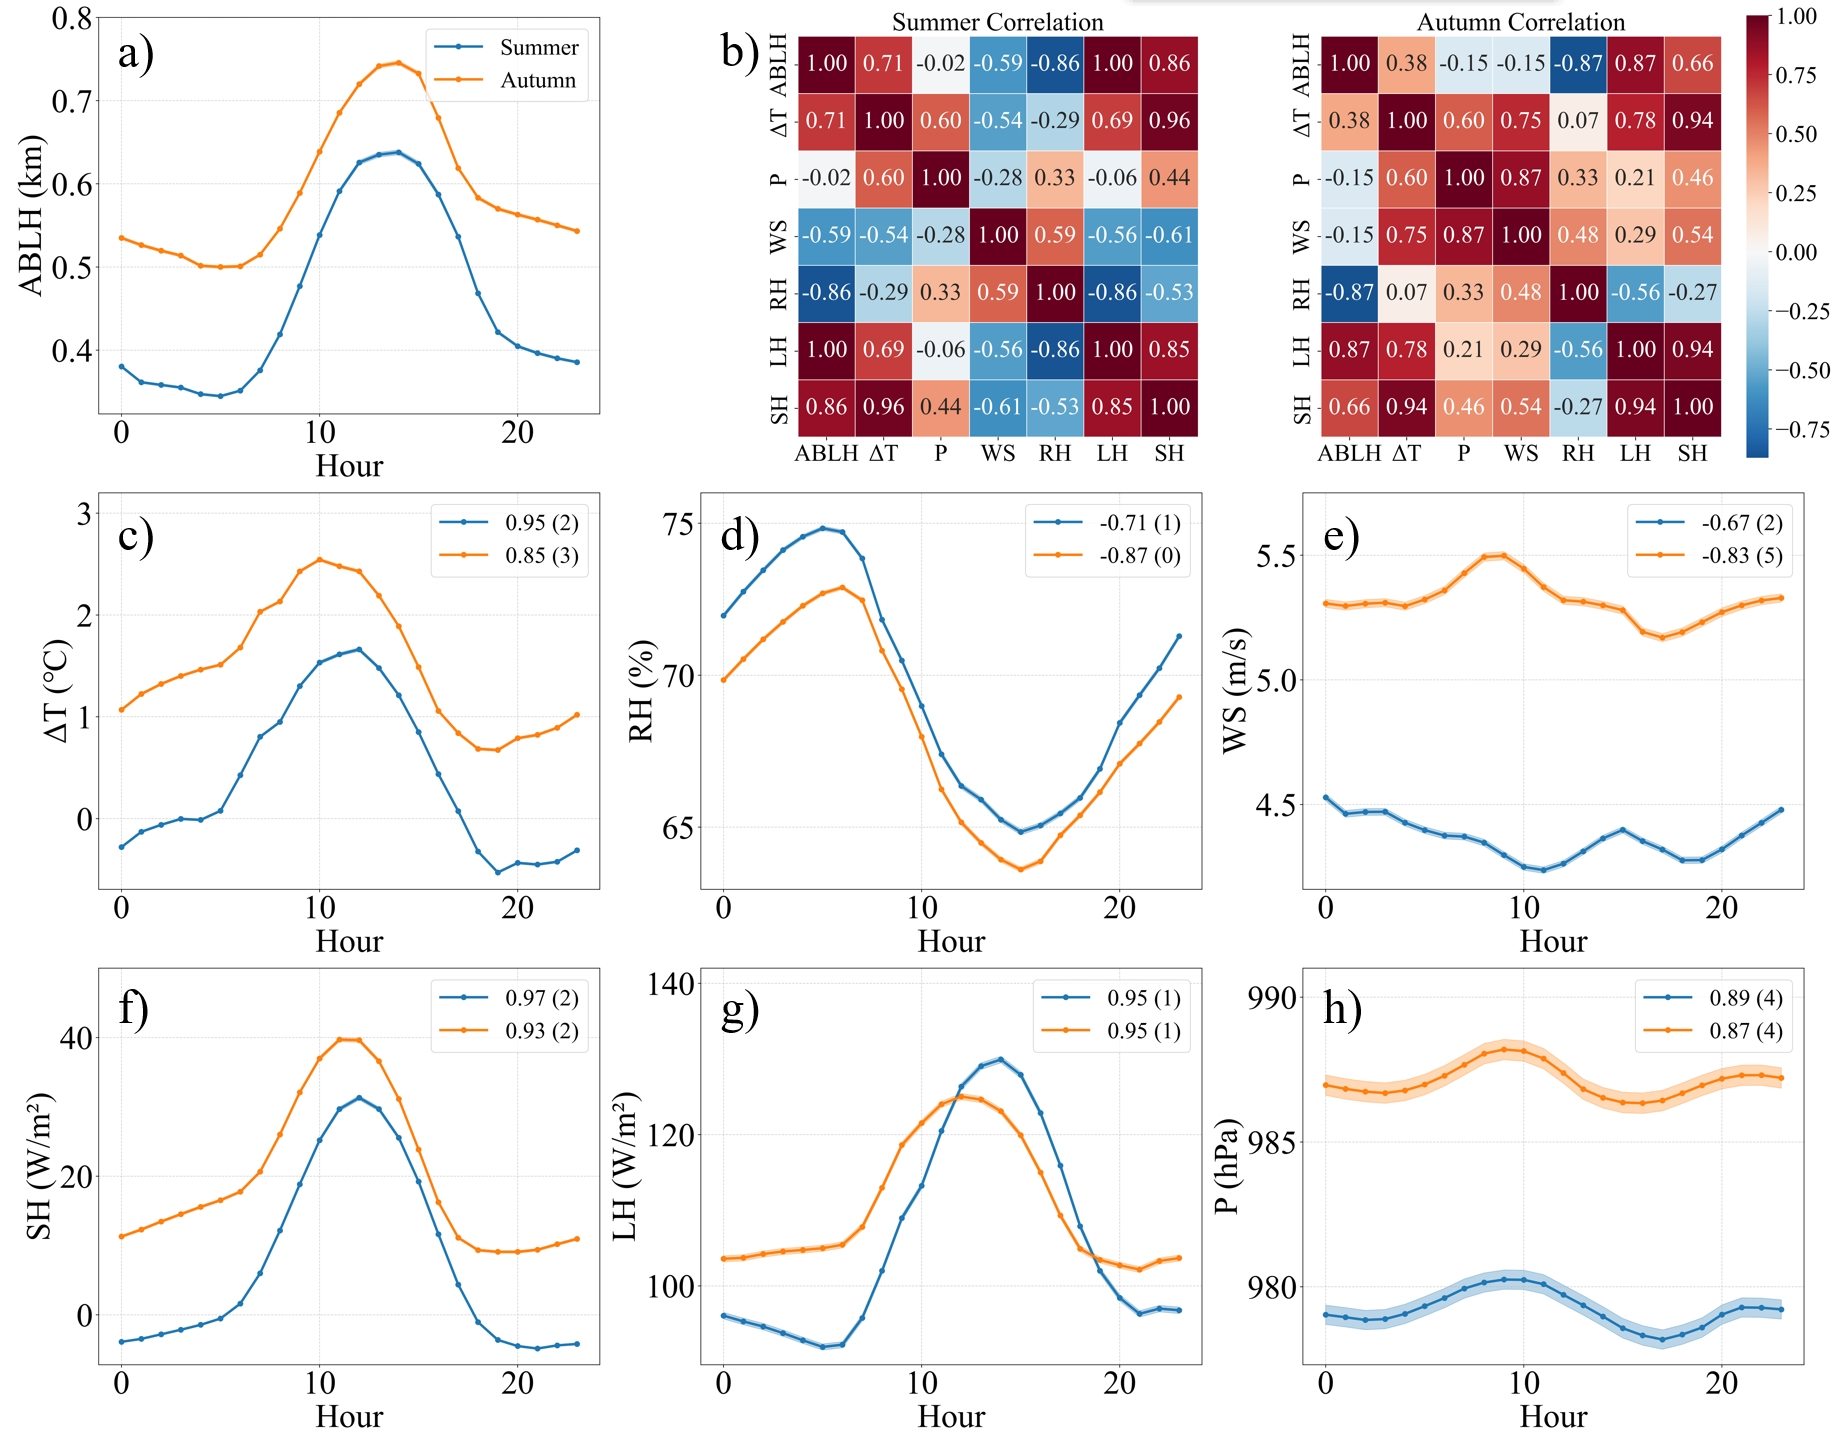 a)
Summer
Autumn
0.8
0.7
0.6
0.5
0.4
ABLH (km)
0 10 20
Hour
b)
Summer Correlation
ABLH 1.00 0.71 -0.02 -0.59 -0.86 1.00 0.86
ΔT 0.71 1.00 0.60 -0.54 -0.29 0.69 0.96
P -0.02 0.60 1.00 -0.28 0.33 -0.06 0.44
WS -0.59 -0.54 -0.28 1.00 0.59 -0.56 -0.61
RH -0.86 -0.29 0.33 0.59 1.00 -0.86 -0.53
LH 1.00 0.69 -0.06 -0.56 -0.86 1.00 0.85
SH 0.86 0.96 0.44 -0.61 -0.53 0.85 1.00
ABLH ΔT P WS RH LH SH
Autumn Correlation
ABLH 1.00 0.38 -0.15 -0.15 -0.87 0.87 0.66
ΔT 0.38 1.00 0.60 0.75 0.07 0.78 0.94
P -0.15 0.60 1.00 0.87 0.33 0.21 0.46
WS -0.15 0.75 0.87 1.00 0.48 0.29 0.54
RH -0.87 0.07 0.33 0.48 1.00 -0.56 -0.27
LH 0.87 0.78 0.21 0.29 -0.56 1.00 0.94
SH 0.66 0.94 0.46 0.54 -0.27 0.94 1.00
ABLH ΔT P WS RH LH SH
1.00
0.75
0.50
0.25
0.00
−0.25
−0.50
−0.75
c)
0.95 (2)
0.85 (3)
3
2
1
0
ΔT (℃)
0 10 20
Hour
d)
-0.71 (1)
-0.87 (0)
75
70
65
RH (%)
0 10 20
Hour
e)
-0.67 (2)
-0.83 (5)
5.5
5.0
4.5
WS (m/s)
0 10 20
Hour
f)
0.97 (2)
0.93 (2)
40
20
0
SH (W/m²)
0 10 20
Hour
g)
0.95 (1)
0.95 (1)
140
120
100
LH (W/m²)
0 10 20
Hour
h)
0.89 (4)
0.87 (4)
990
985
980
P (hPa)
0 10 20
Hour